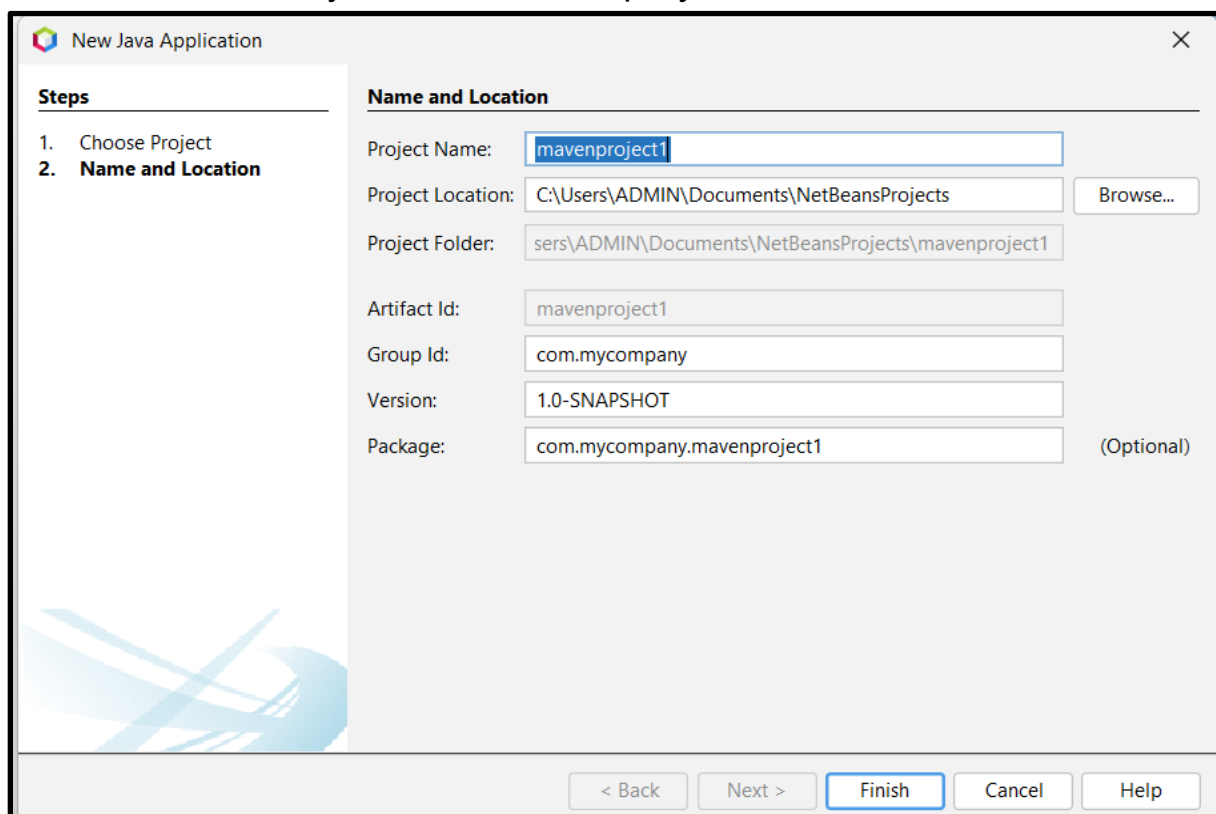 New Java Application
Steps
1. Choose Project
2. Name and Location
Name and Location
Project Name: mavenproject1
Project Location: C:\Users\ADMIN\Documents\NetBeansProjects Browse...
Project Folder: sers\ADMIN\Documents\NetBeansProjects\mavenproject1
Artifact Id: mavenproject1
Group Id: com.mycompany
Version: 1.0-SNAPSHOT
Package: com.mycompany.mavenproject1 (Optional)
< Back Next > Finish Cancel Help